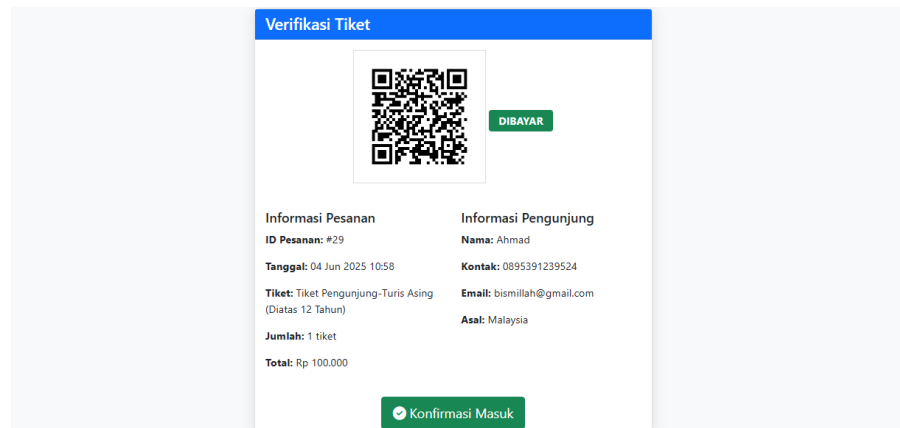 Verifikasi Tiket
DIBAYAR
Informasi Pesanan
ID Pesanan: #29
Tanggal: 04 Jun 2025 10:58
Tiket: Tiket Pengunjung-Turis Asing
(Diatas 12 Tahun)
Jumlah: 1 tiket
Total: Rp 100.000
Informasi Pengunjung
Nama: Ahmad
Kontak: 0895391239524
Email: bismillah@gmail.com
Asal: Malaysia
Konfirmasi Masuk